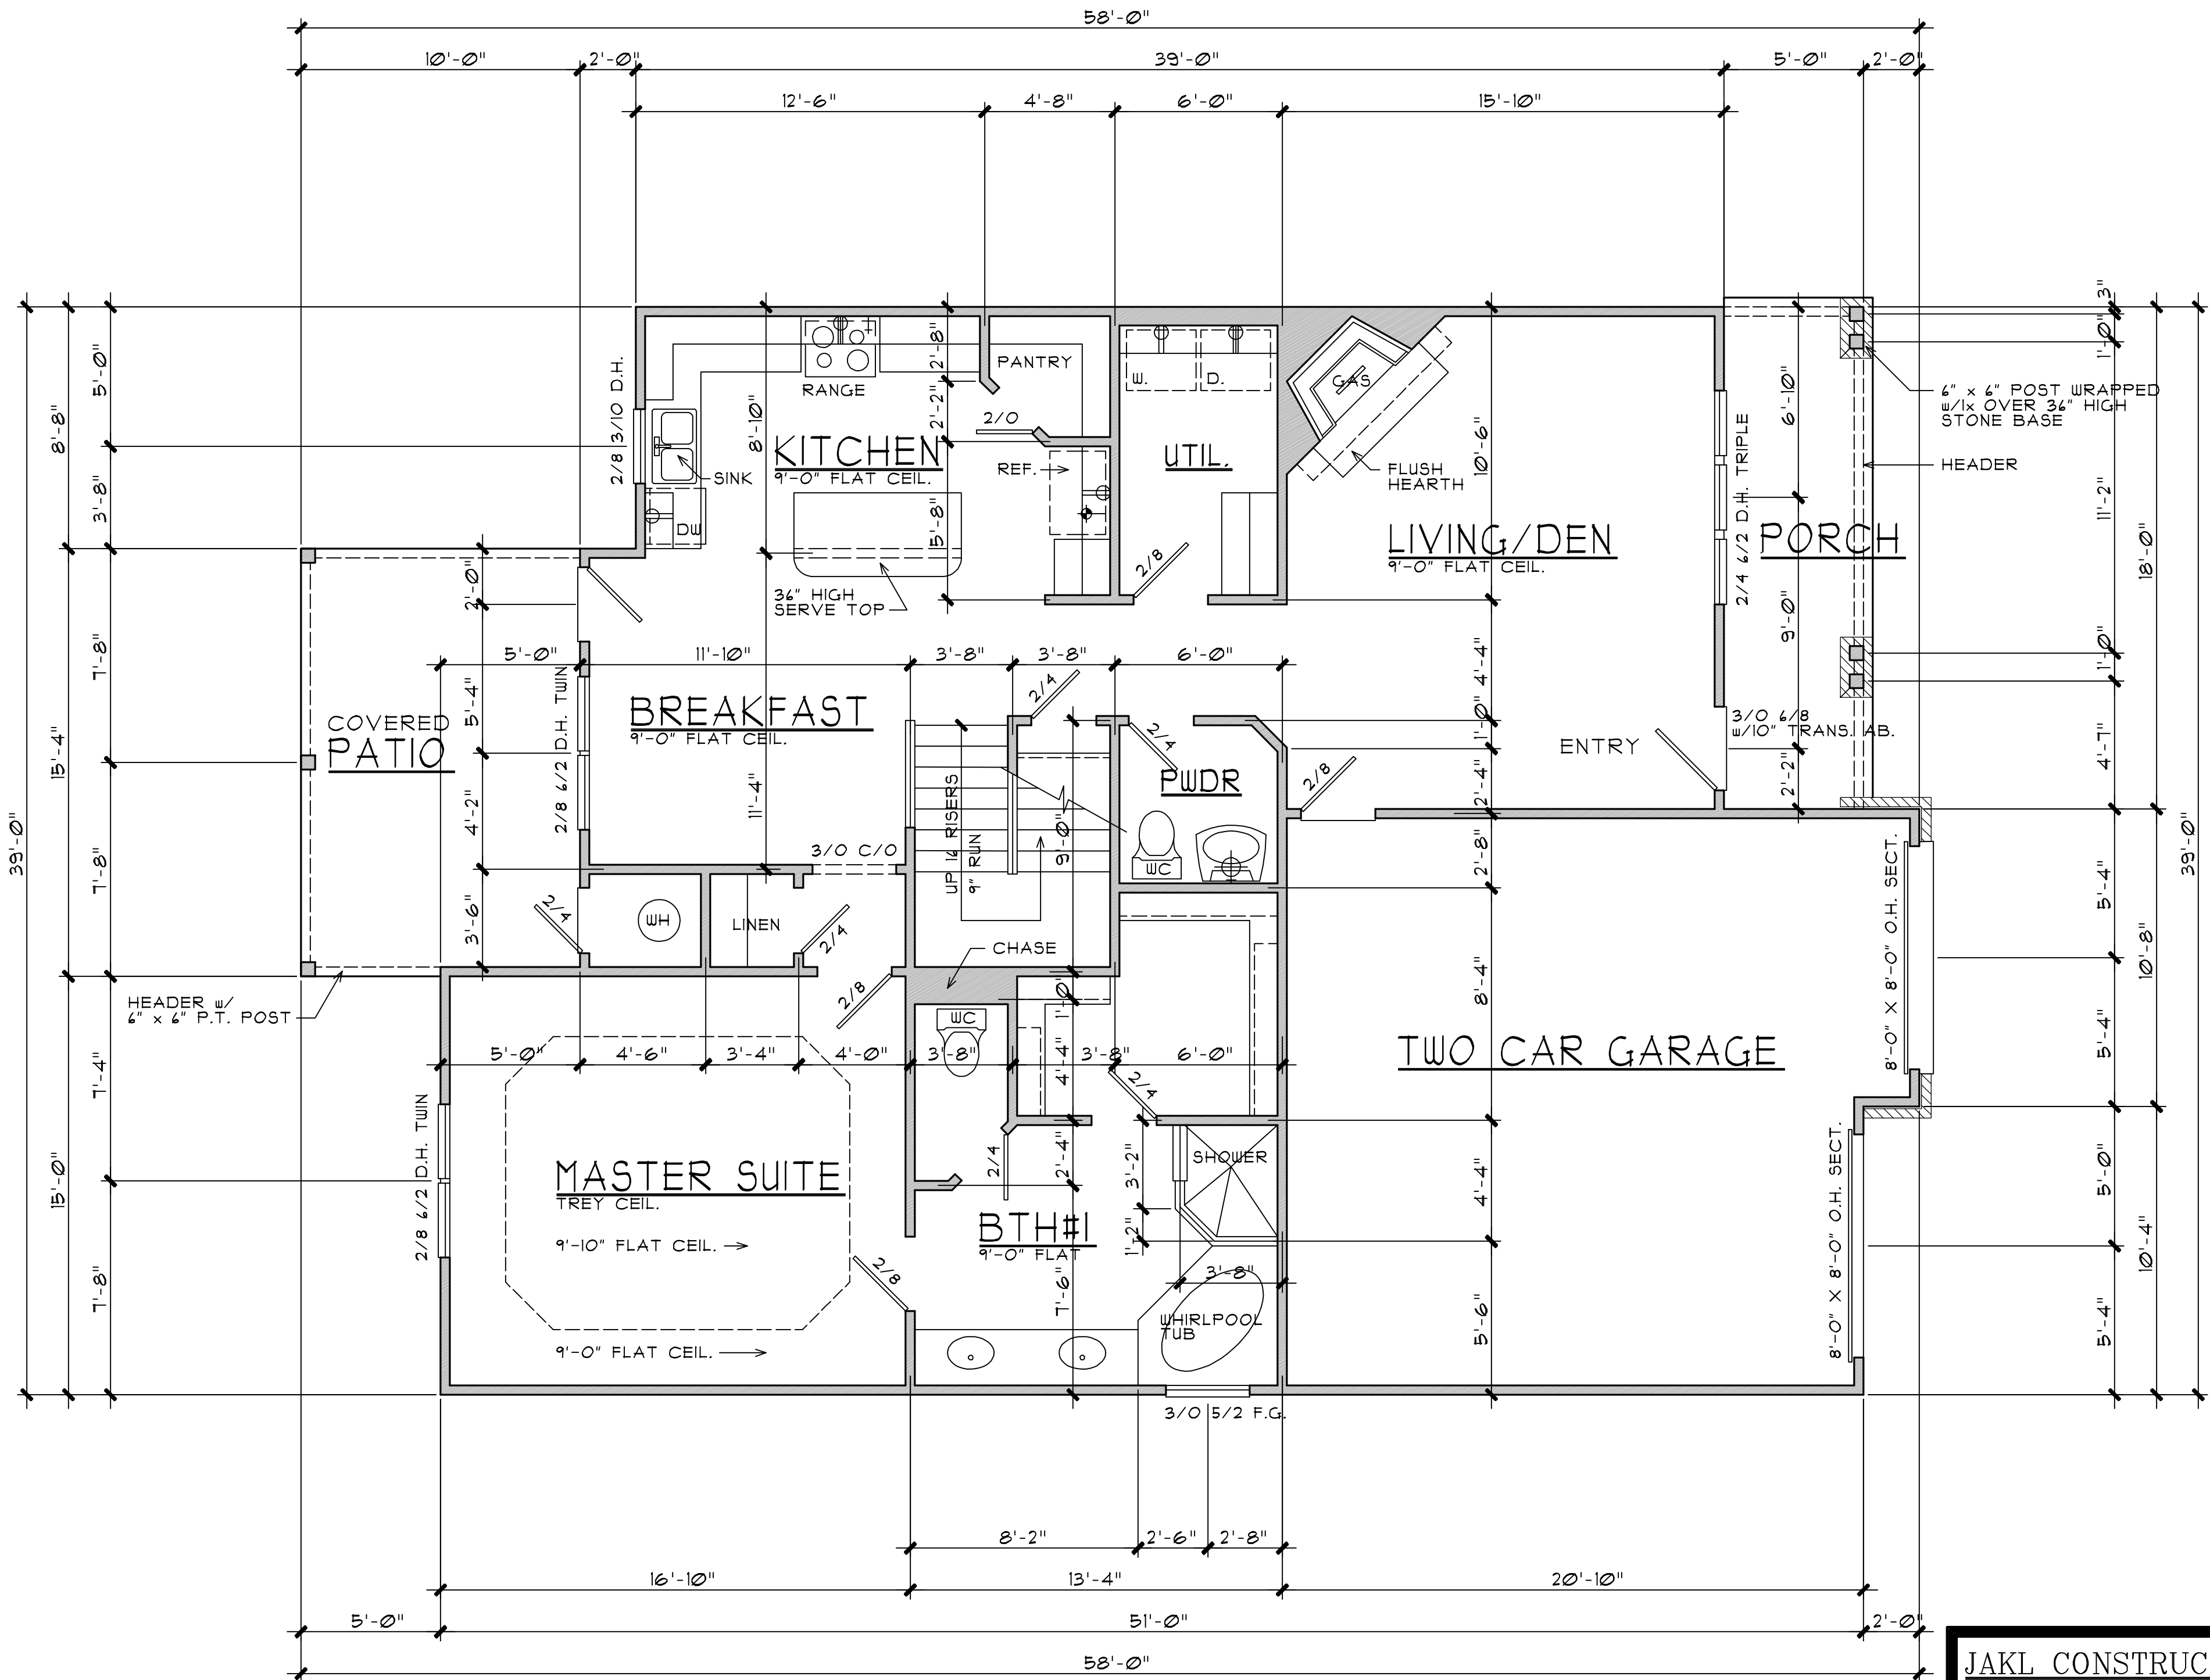 58'-0"
10'-0"
2'-0"
39'-0"
5'-0"
2'-0"
12'-6"
4'-8"
6'-0"
15'-10"
39'-0"
8'-8"
15'-4"
15'-0"
5'-0"
3'-8"
7'-8"
7'-8"
7'-4"
7'-8"
2/8 3/10 D.H.
SINK
DW
RANGE
8'-10"
KITCHEN
9'-0" FLAT CEIL.
36" HIGH
SERVE TOP
2'-8"
2'-2"
5'-8"
PANTRY
2/0
REF.
W.
D.
UTIL.
2/8
GAS
FLUSH
HEARTH
10'-6"
LIVING/DEN
9'-0" FLAT CEIL.
2/4 6/2 D.H. TRIPLE
6'-10"
PORCH
9'-0"
2'-2"
3"
1'-0"
11'-2"
1'-0"
4'-7"
5'-4"
5'-4"
5'-0"
5'-4"
18'-0"
10'-8"
10'-4"
39'-0"
6" x 6" POST WRAPPED
w/1x OVER 36" HIGH
STONE BASE
HEADER
2'-0"
5'-4"
4'-2"
3'-6"
5'-0"
11'-10"
3'-8"
3'-8"
6'-0"
2/8 6/2 D.H. TWIN
BREAKFAST
9'-0" FLAT CEIL.
11'-4"
COVERED
PATIO
2/4
2/4
PWDR
WC
2/8
4'-4"
1'-0"
2'-4"
2'-8"
8'-4"
4'-4"
5'-6"
ENTRY
3/0 6/8
w/10" TRANS. AB.
UP 16 RISERS
9" RUN
9'-0"
3/0 C/O
2/4
WH
LINEN
2/4
CHASE
HEADER w/
6" x 6" P.T. POST
2/8
WC
1'-0"
4'-4"
2'-4"
7'-6"
5'-0"
4'-6"
3'-4"
4'-0"
3'-8"
3'-8"
6'-0"
2/4
TWO CAR GARAGE
8'-0" X 8'-0" O.H. SECT.
8'-0" X 8'-0" O.H. SECT.
2/8 6/2 D.H. TWIN
MASTER SUITE
TREY CEIL.
9'-10" FLAT CEIL.
9'-0" FLAT CEIL.
2/8
2/4
BTH#1
9'-0" FLAT
3'-2"
1'-2"
SHOWER
3'-8"
WHIRLPOOL
TUB
3/0 5/2 F.G.
8'-2"
2'-6"
2'-8"
16'-10"
13'-4"
20'-10"
5'-0"
51'-0"
2'-0"
58'-0"
JAKL CONSTRUC